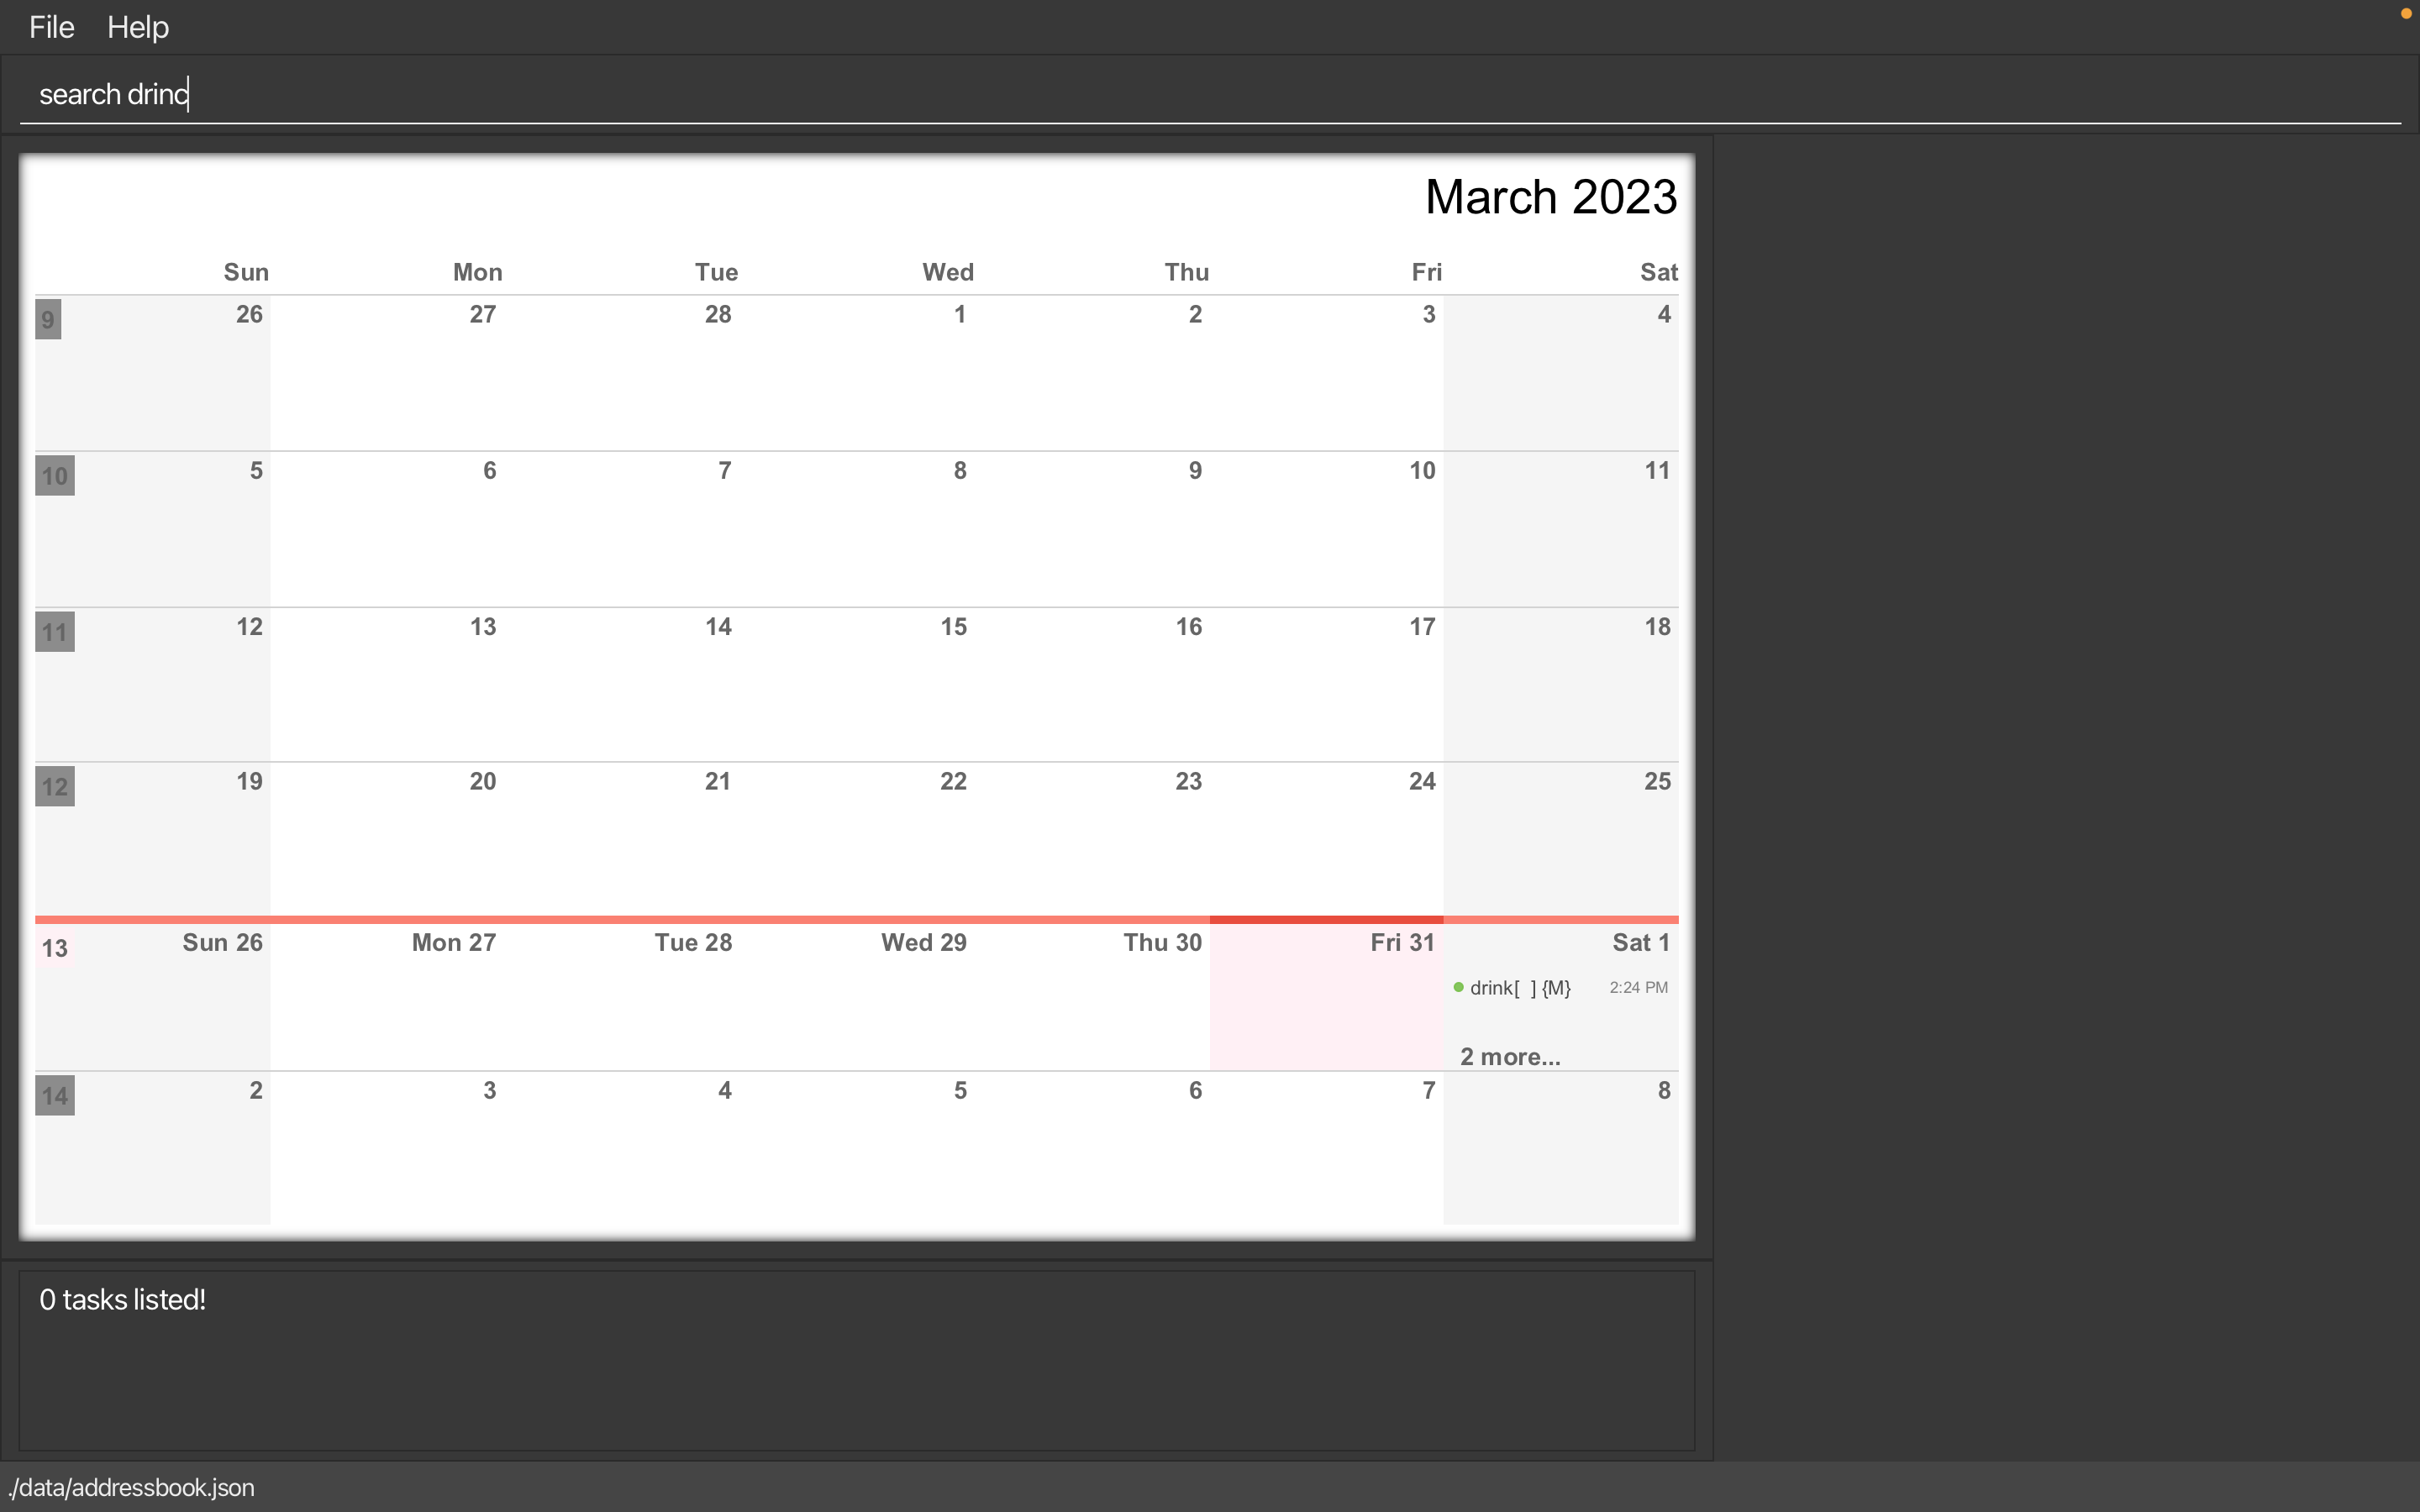 File Help
search drinc
March 2023
Sun Mon Tue Wed Thu Fri Sat
9 26 27 28 1 2 3 4
10 5 6 7 8 9 10 11
11 12 13 14 15 16 17 18
12 19 20 21 22 23 24 25
13 Sun 26 Mon 27 Tue 28 Wed 29 Thu 30 Fri 31 Sat 1
drink[ ] {M} 2:24 PM
2 more...
14 2 3 4 5 6 7 8
0 tasks listed!
./data/addressbook.json